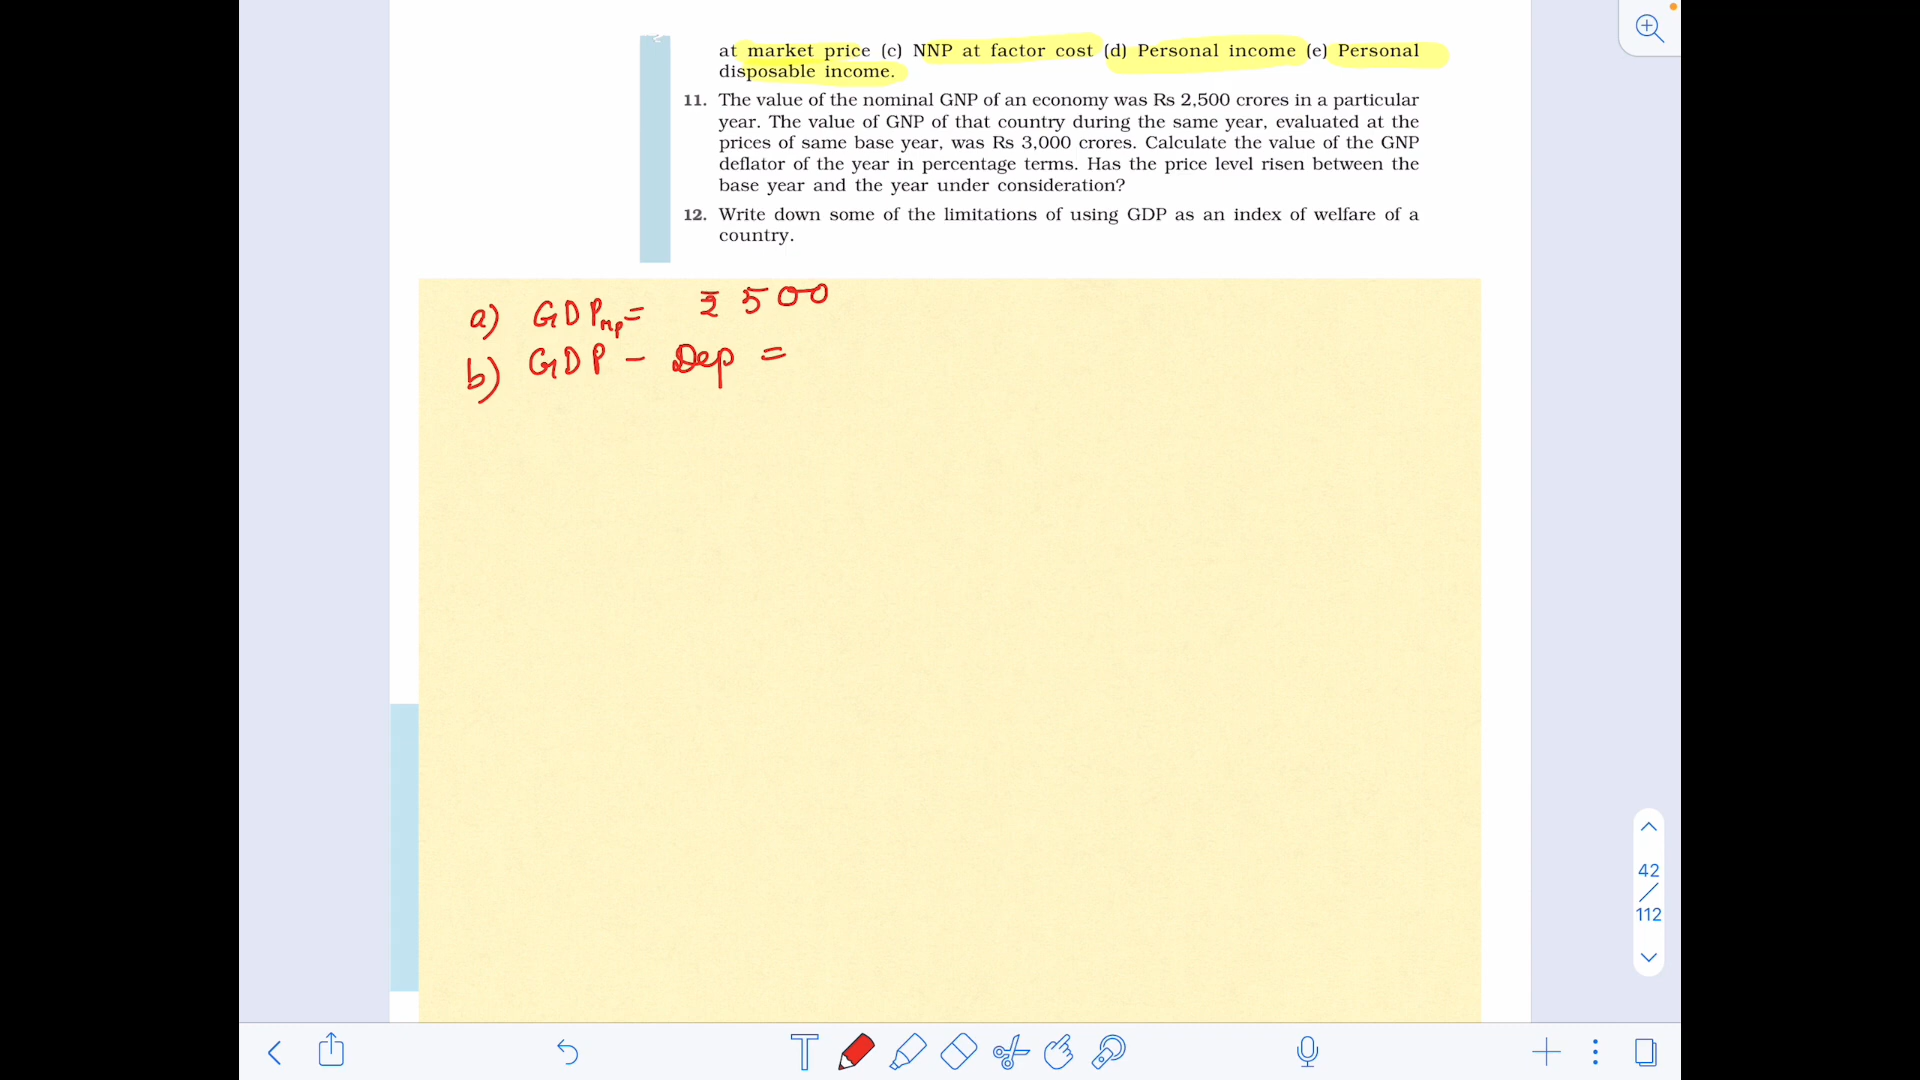 at market price (c) NNP at factor cost (d) Personal income (e) Personal
disposable income.
11. The value of the nominal GNP of an economy was Rs 2,500 crores in a particular
year. The value of GNP of that country during the same year, evaluated at the
prices of same base year, was Rs 3,000 crores. Calculate the value of the GNP
deflator of the year in percentage terms. Has the price level risen between the
base year and the year under consideration?
12. Write down some of the limitations of using GDP as an index of welfare of a
country.
a) GDPmp = ₹ 500
b) GDP - Dep =
42
/
112
T